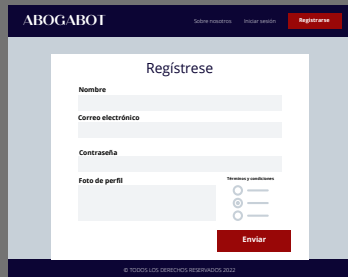 ABOGABOT
Sobre nosotros Iniciar sesión Registrarse
Regístrese
Nombre
Correo electrónico
Contraseña
Foto de perfil
Términos y condiciones
Enviar
© TODOS LOS DERECHOS RESERVADOS 2022